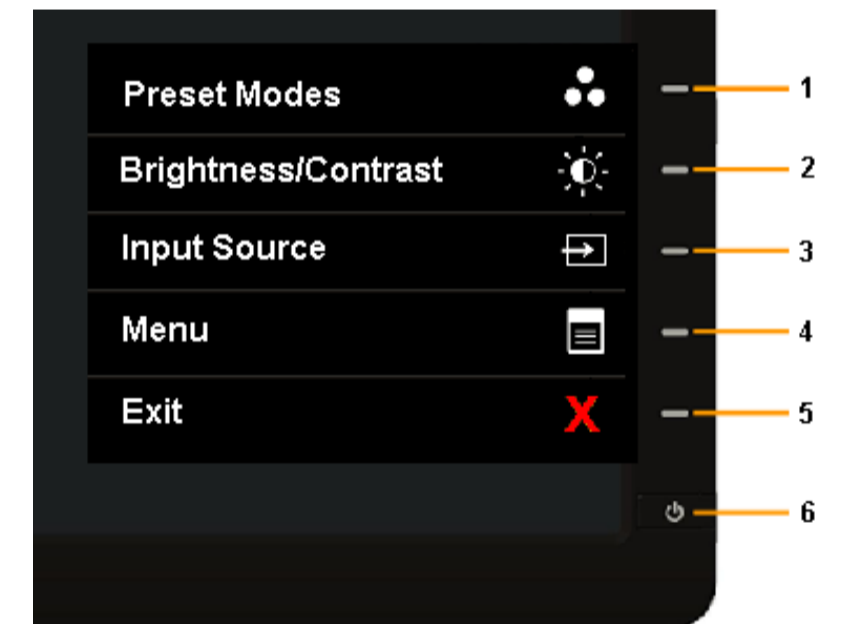 Preset Modes 1
Brightness/Contrast 2
Input Source 3
Menu 4
Exit X 5
6